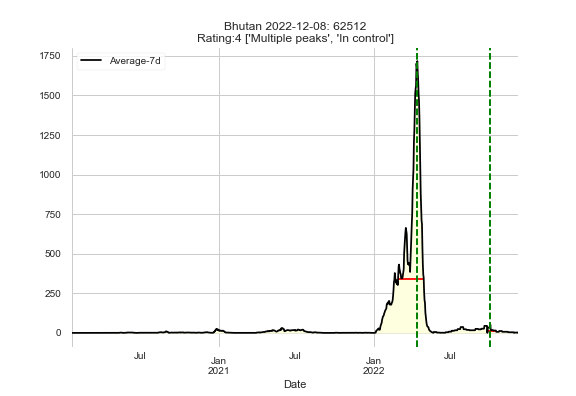 Bhutan 2022-12-08: 62512
Rating:4 ['Multiple peaks', 'In control']
Average-7d
1750
1500
1250
1000
750
500
250
0
Jul
Jan
2021
Jul
Jan
2022
Jul
Date